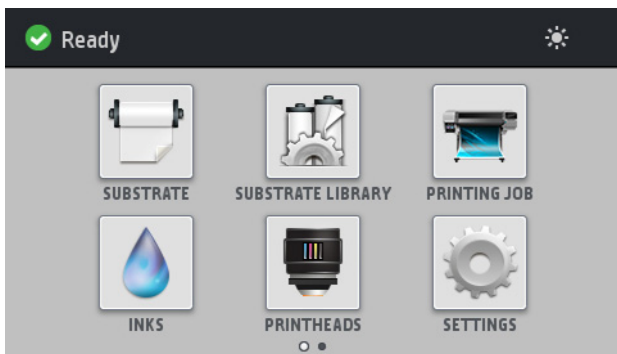 Ready
SUBSTRATE
SUBSTRATE LIBRARY
PRINTING JOB
INKS
PRINTHEADS
SETTINGS